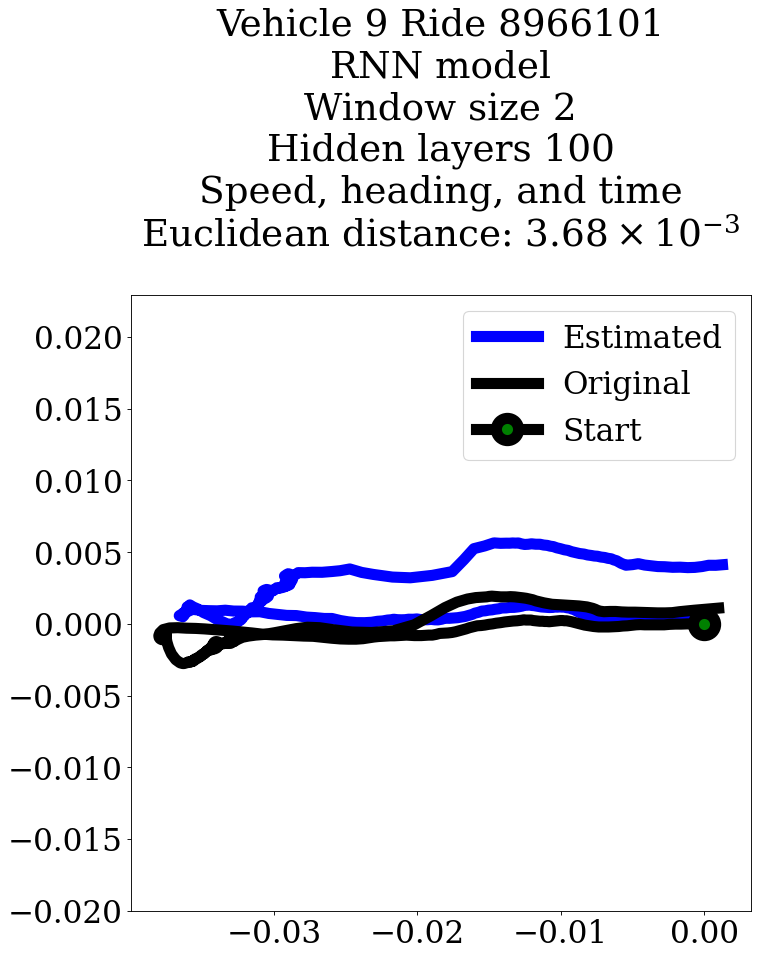 Vehicle 9 Ride 8966101
RNN model
Window size 2
Hidden layers 100
Speed, heading, and time
Euclidean distance: 3.68 × 10⁻³
Estimated
Original
Start
0.020
0.015
0.010
0.005
0.000
−0.005
−0.010
−0.015
−0.020
−0.03 −0.02 −0.01 0.00